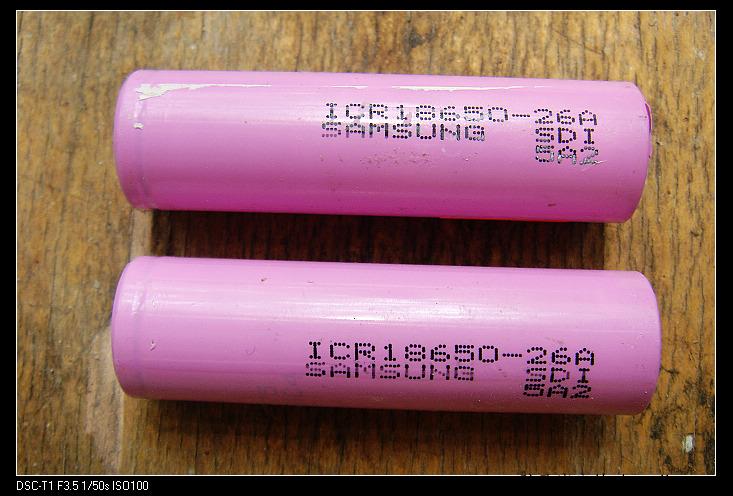 ICR18650-26A
SAMSUNG SDI
5A2
ICR18650-26A
SAMSUNG SDI
5A2
DSC-T1 F3.5 1/50s ISO100